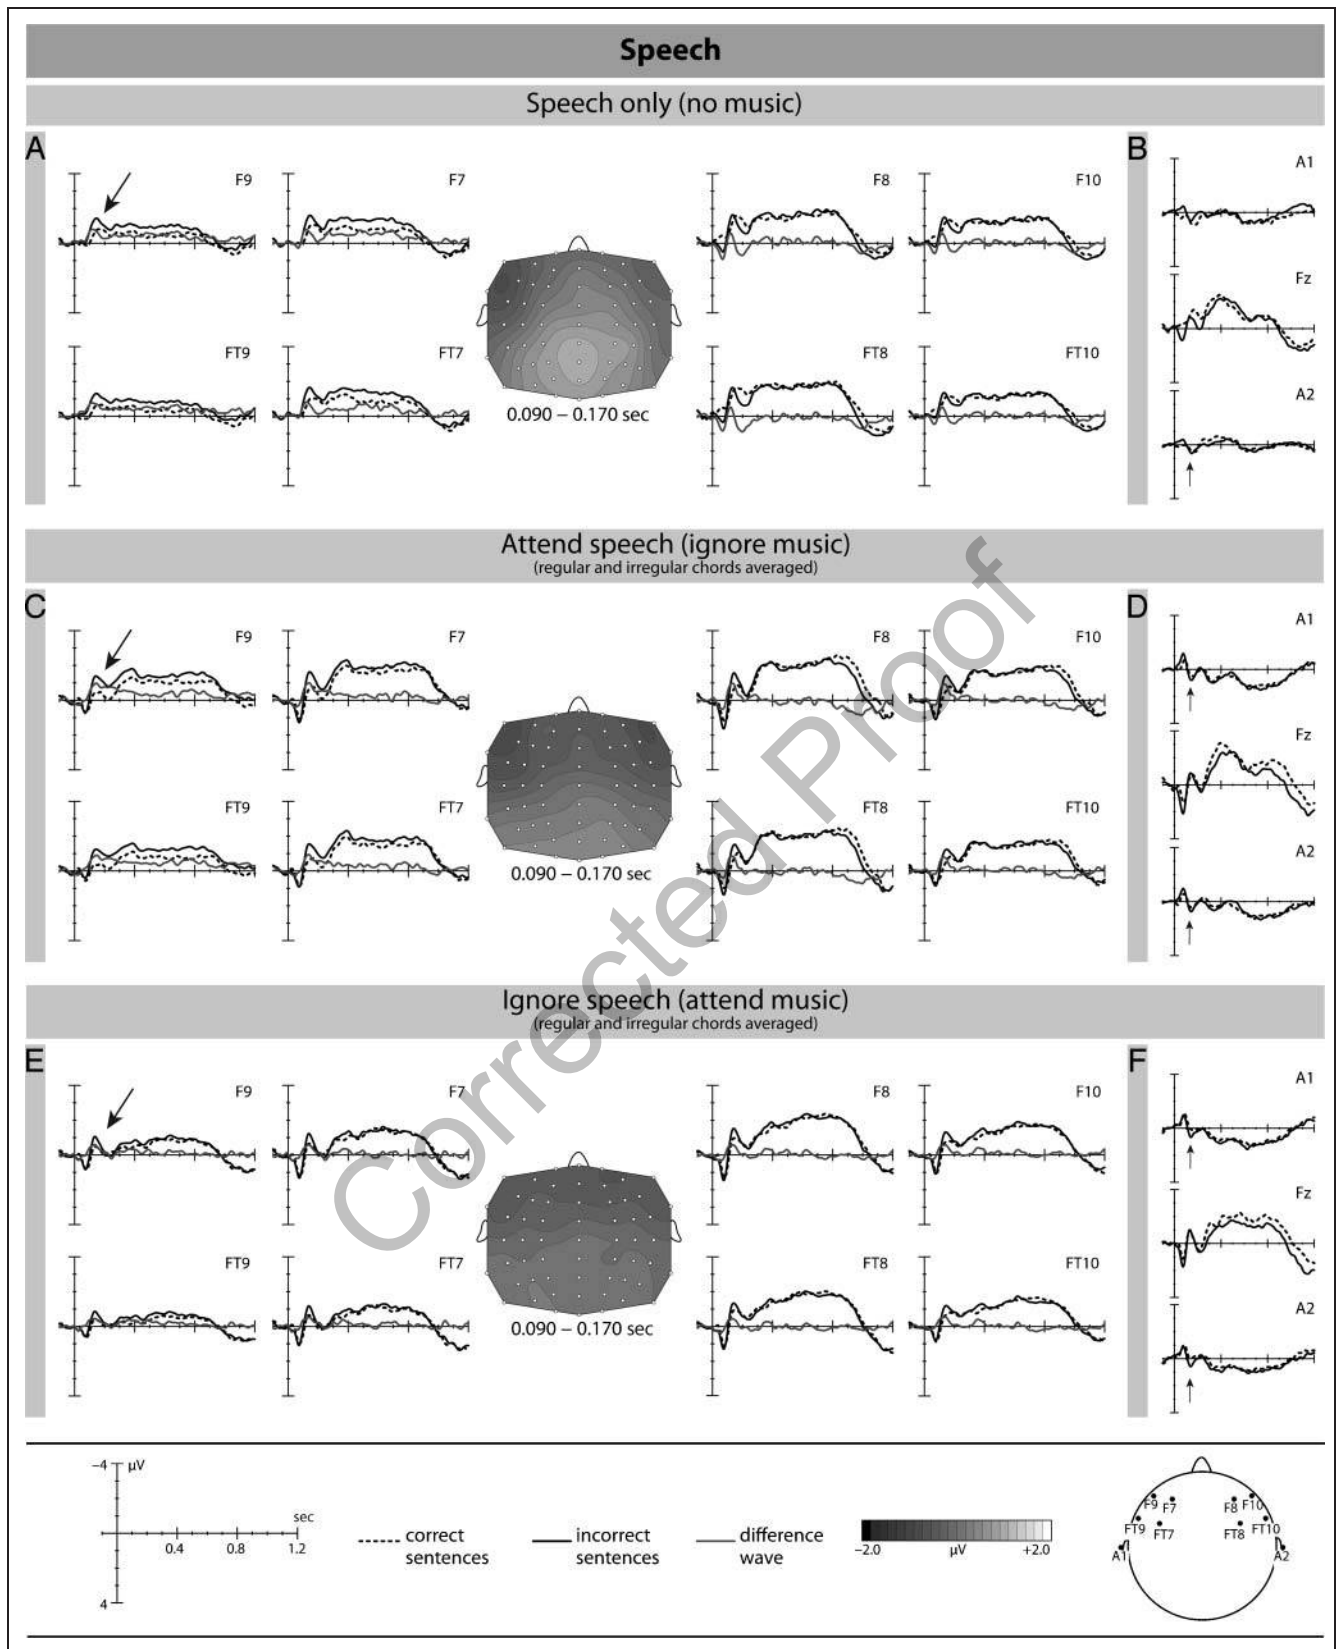 Speech
Speech only (no music)
A
F9
F7
F8
F10
FT9
FT7
FT8
FT10
0.090 – 0.170 sec
B
A1
Fz
A2
Attend speech (ignore music)
(regular and irregular chords averaged)
C
F9
F7
F8
F10
FT9
FT7
FT8
FT10
0.090 – 0.170 sec
D
A1
Fz
A2
Ignore speech (attend music)
(regular and irregular chords averaged)
E
F9
F7
F8
F10
FT9
FT7
FT8
FT10
0.090 – 0.170 sec
F
A1
Fz
A2
Corrected Proof
−4 µV
sec
0.4 0.8 1.2
4
correct
sentences
incorrect
sentences
difference
wave
−2.0 µV +2.0
F9 F7 F8 F10
FT9 FT7 FT8 FT10
A1 A2